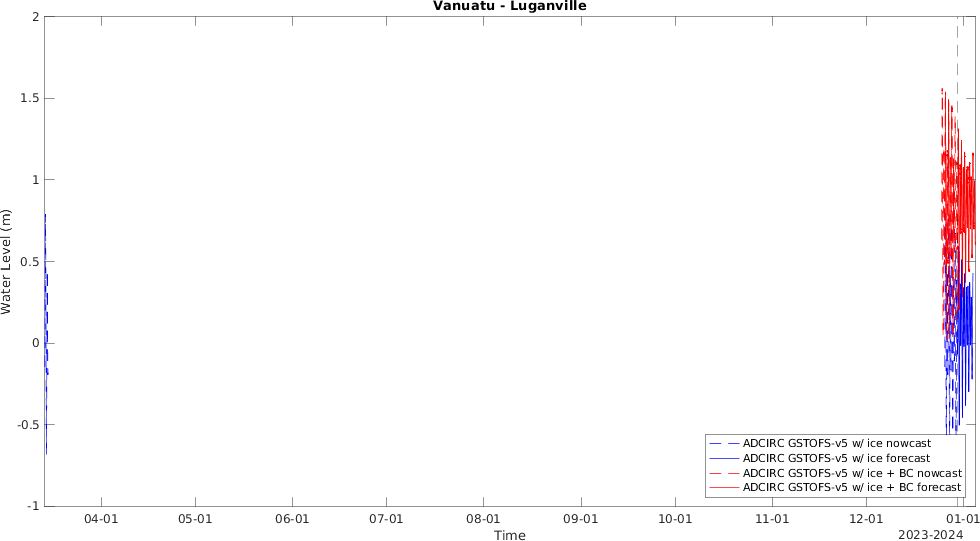 Vanuatu - Luganville
2
1.5
1
0.5
0
-0.5
-1
Water Level (m)
ADCIRC GSTOFS-v5 w/ ice nowcast
ADCIRC GSTOFS-v5 w/ ice forecast
ADCIRC GSTOFS-v5 w/ ice + BC nowcast
ADCIRC GSTOFS-v5 w/ ice + BC forecast
04-01 05-01 06-01 07-01 08-01 09-01 10-01 11-01 12-01 01-01
Time
2023-2024